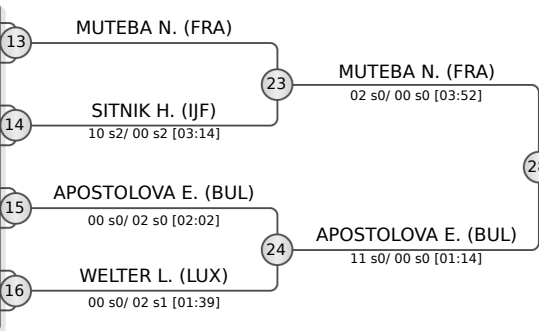 MUTEBA N. (FRA)
13
23
MUTEBA N. (FRA)
02 s0/ 00 s0 [03:52]
SITNIK H. (IJF)
14
10 s2/ 00 s2 [03:14]
APOSTOLOVA E. (BUL)
15
00 s0/ 02 s0 [02:02]
24
APOSTOLOVA E. (BUL)
11 s0/ 00 s0 [01:14]
WELTER L. (LUX)
16
00 s0/ 02 s1 [01:39]